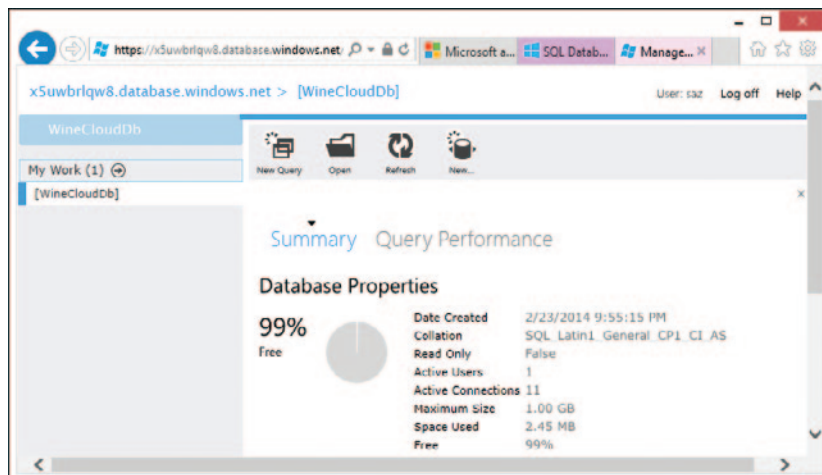 https://x5uwbrlqw8.database.windows.net/
Microsoft a...
SQL Datab...
Manage...
x5uwbrlqw8.database.windows.net > [WineCloudDb]
User: saz Log off Help
WineCloudDb
New Query Open Refresh New...
My Work (1)
[WineCloudDb]
Summary Query Performance
Database Properties
99%
Free
Date Created 2/23/2014 9:55:15 PM
Collation SQL_Latin1_General_CP1_CI_AS
Read Only False
Active Users 1
Active Connections 11
Maximum Size 1.00 GB
Space Used 2.45 MB
Free 99%